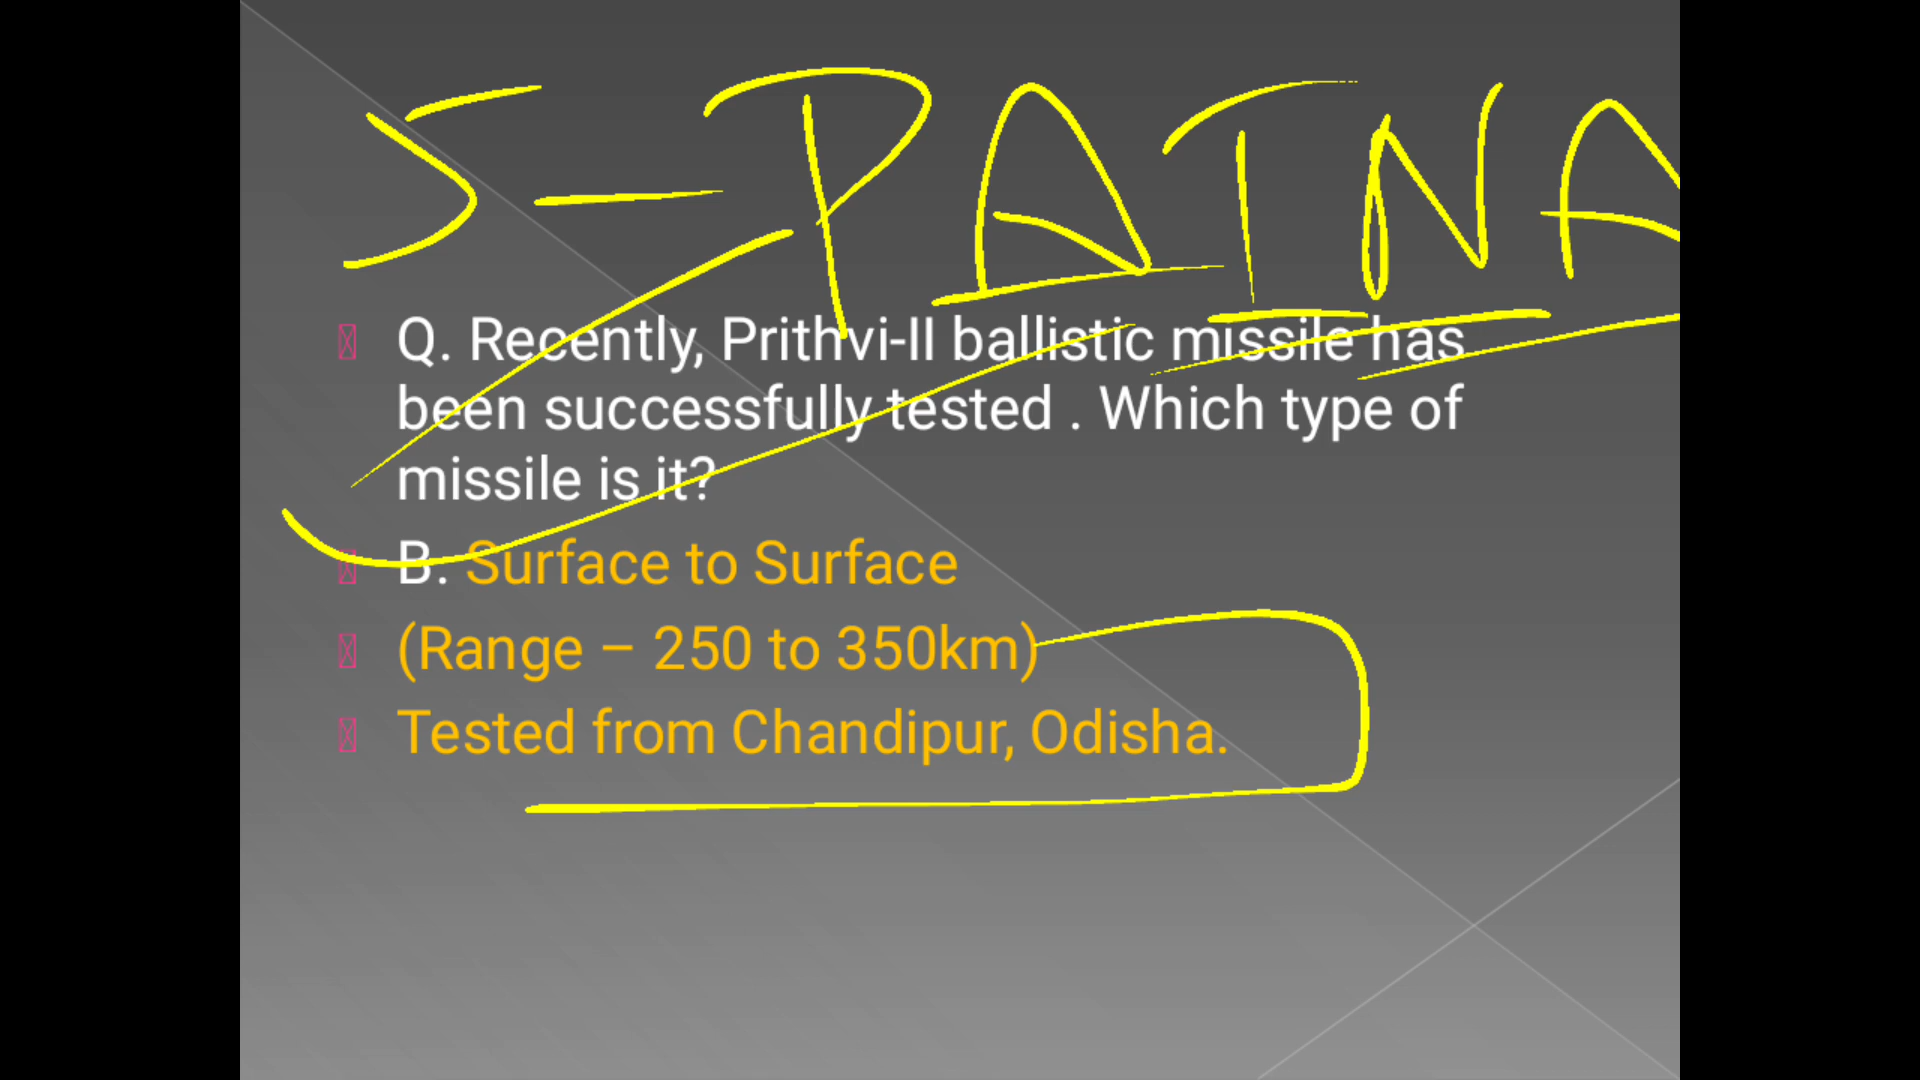 5-PATNA
Q. Recently, Prithvi-II ballistic missile has
been successfully tested . Which type of
missile is it?
B. Surface to Surface
(Range – 250 to 350km)
Tested from Chandipur, Odisha.